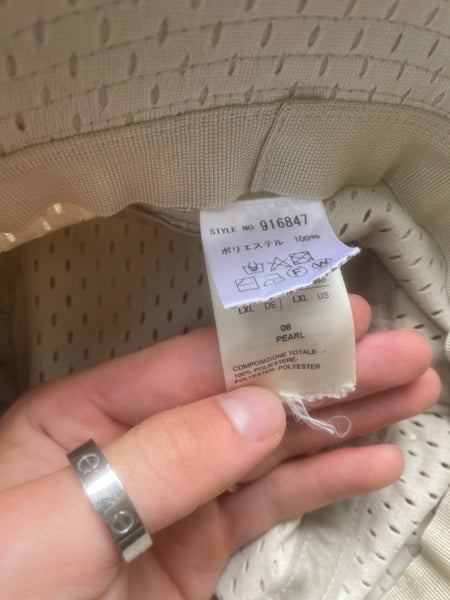 STYLE NO 916847
ポリエステル 100%
F
LXL DE LXL US
08
PEARL
COMPOSIZIONE TOTALE-
100% POLIESTERE-
POLYESTER. POLYESTER